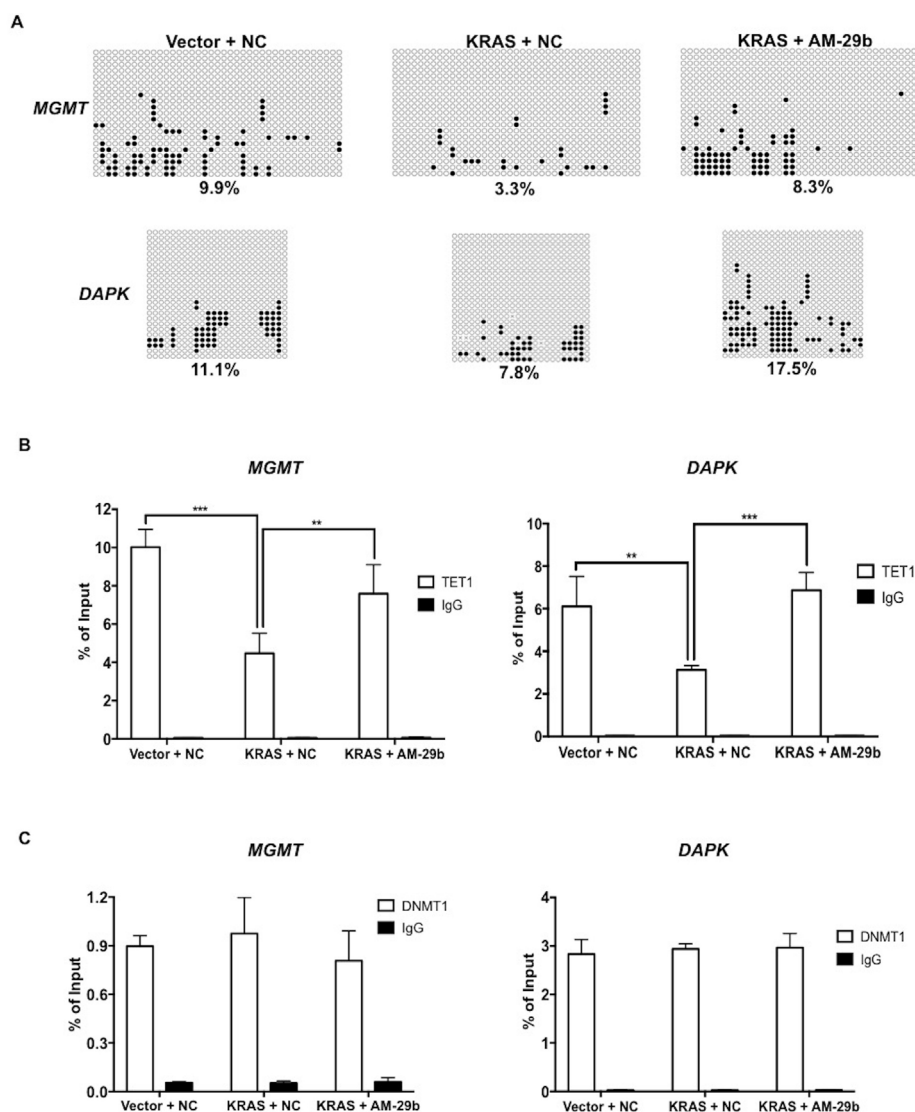 A
Vector + NC KRAS + NC KRAS + AM-29b
MGMT
9.9% 3.3% 8.3%
DAPK
11.1% 7.8% 17.5%
B
MGMT DAPK
% of Input
12
10
8
6
4
2
0
*** **
TET1
IgG
Vector + NC KRAS + NC KRAS + AM-29b
% of Input
10
8
6
4
2
0
** ***
TET1
IgG
Vector + NC KRAS + NC KRAS + AM-29b
C
MGMT DAPK
% of Input
1.2
0.9
0.6
0.3
0.0
DNMT1
IgG
Vector + NC KRAS + NC KRAS + AM-29b
% of Input
4
3
2
1
0
DNMT1
IgG
Vector + NC KRAS + NC KRAS + AM-29b